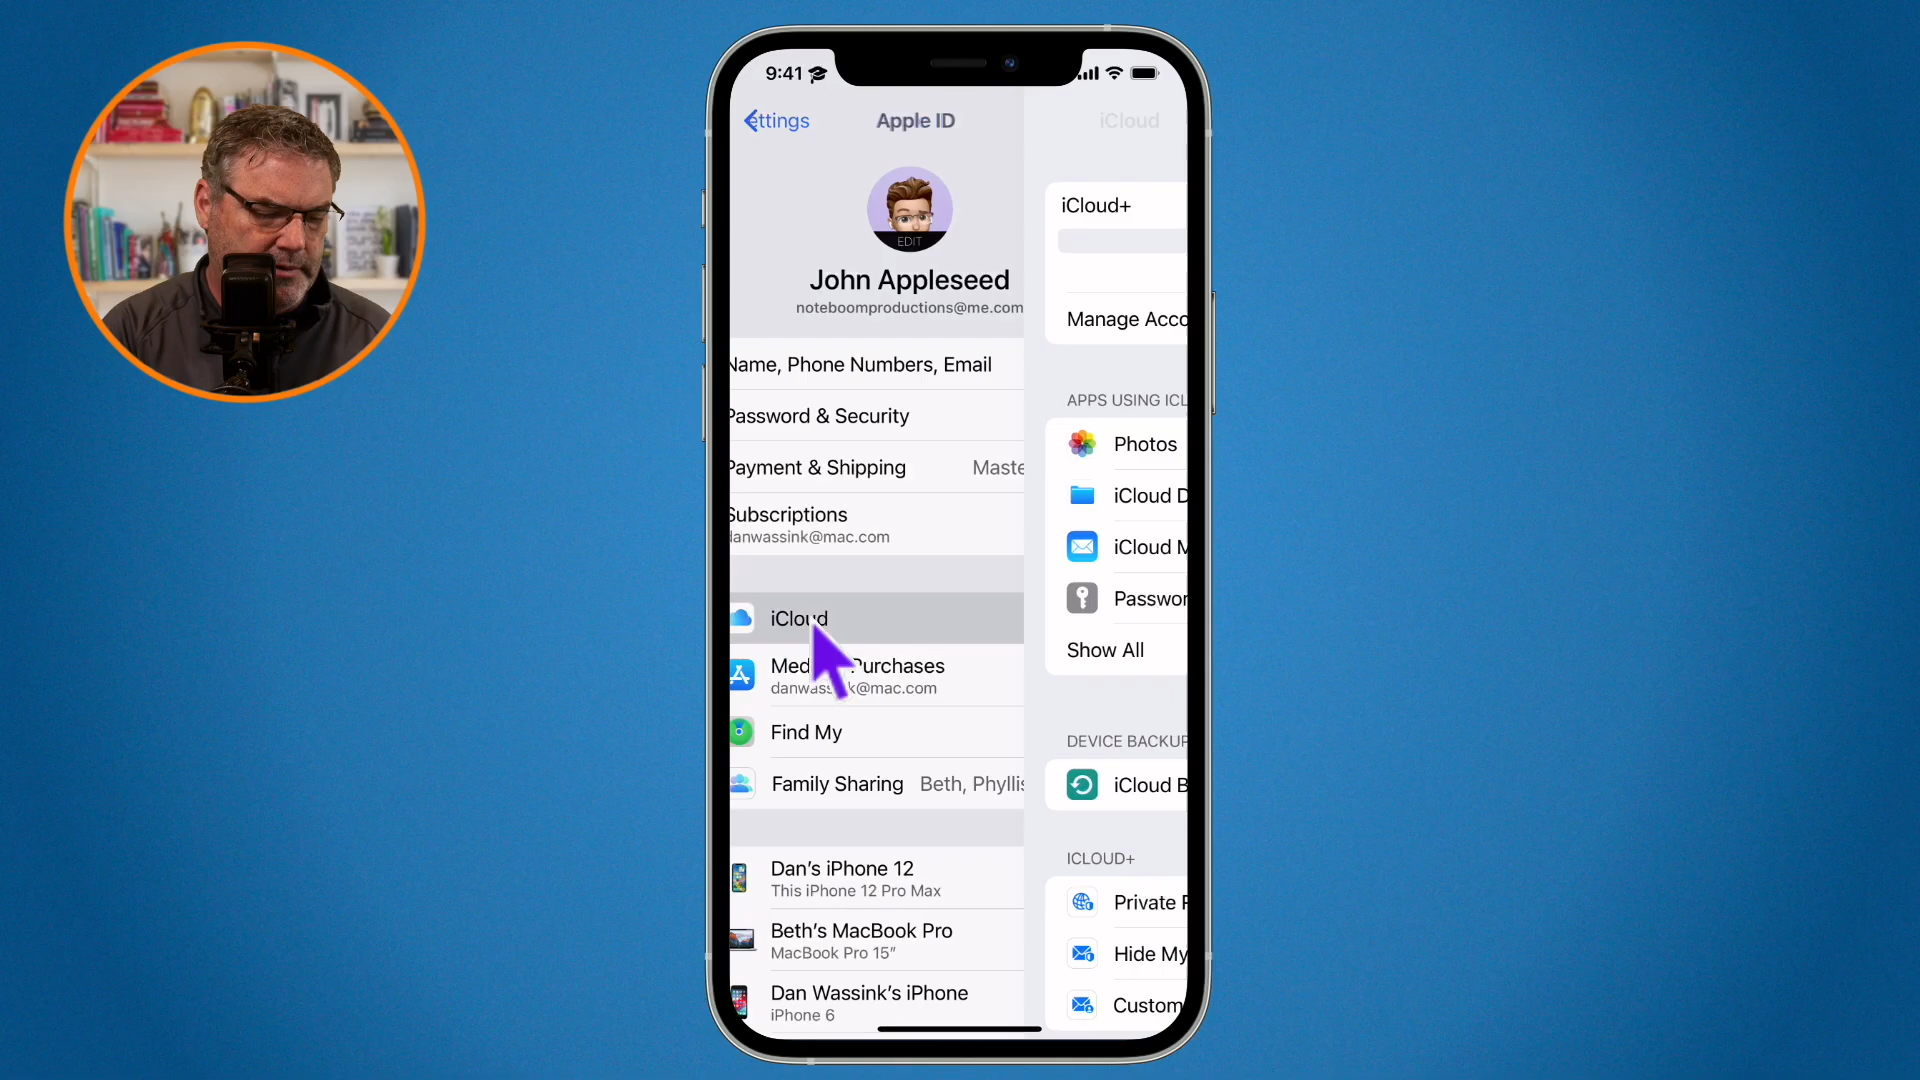 9:41
ettings
Apple ID
iCloud
EDIT
John Appleseed
noteboomproductions@me.com
Name, Phone Numbers, Email
Password & Security
Payment & Shipping Maste
Subscriptions
danwassink@mac.com
iCloud
Med Purchases
danwass k@mac.com
Find My
Family Sharing Beth, Phyllis
Dan's iPhone 12
This iPhone 12 Pro Max
Beth's MacBook Pro
MacBook Pro 15"
Dan Wassink's iPhone
iPhone 6
iCloud+
Manage Acco
APPS USING ICL
Photos
iCloud D
iCloud M
Passwor
Show All
DEVICE BACKUP
iCloud B
ICLOUD+
Private R
Hide My
Custom